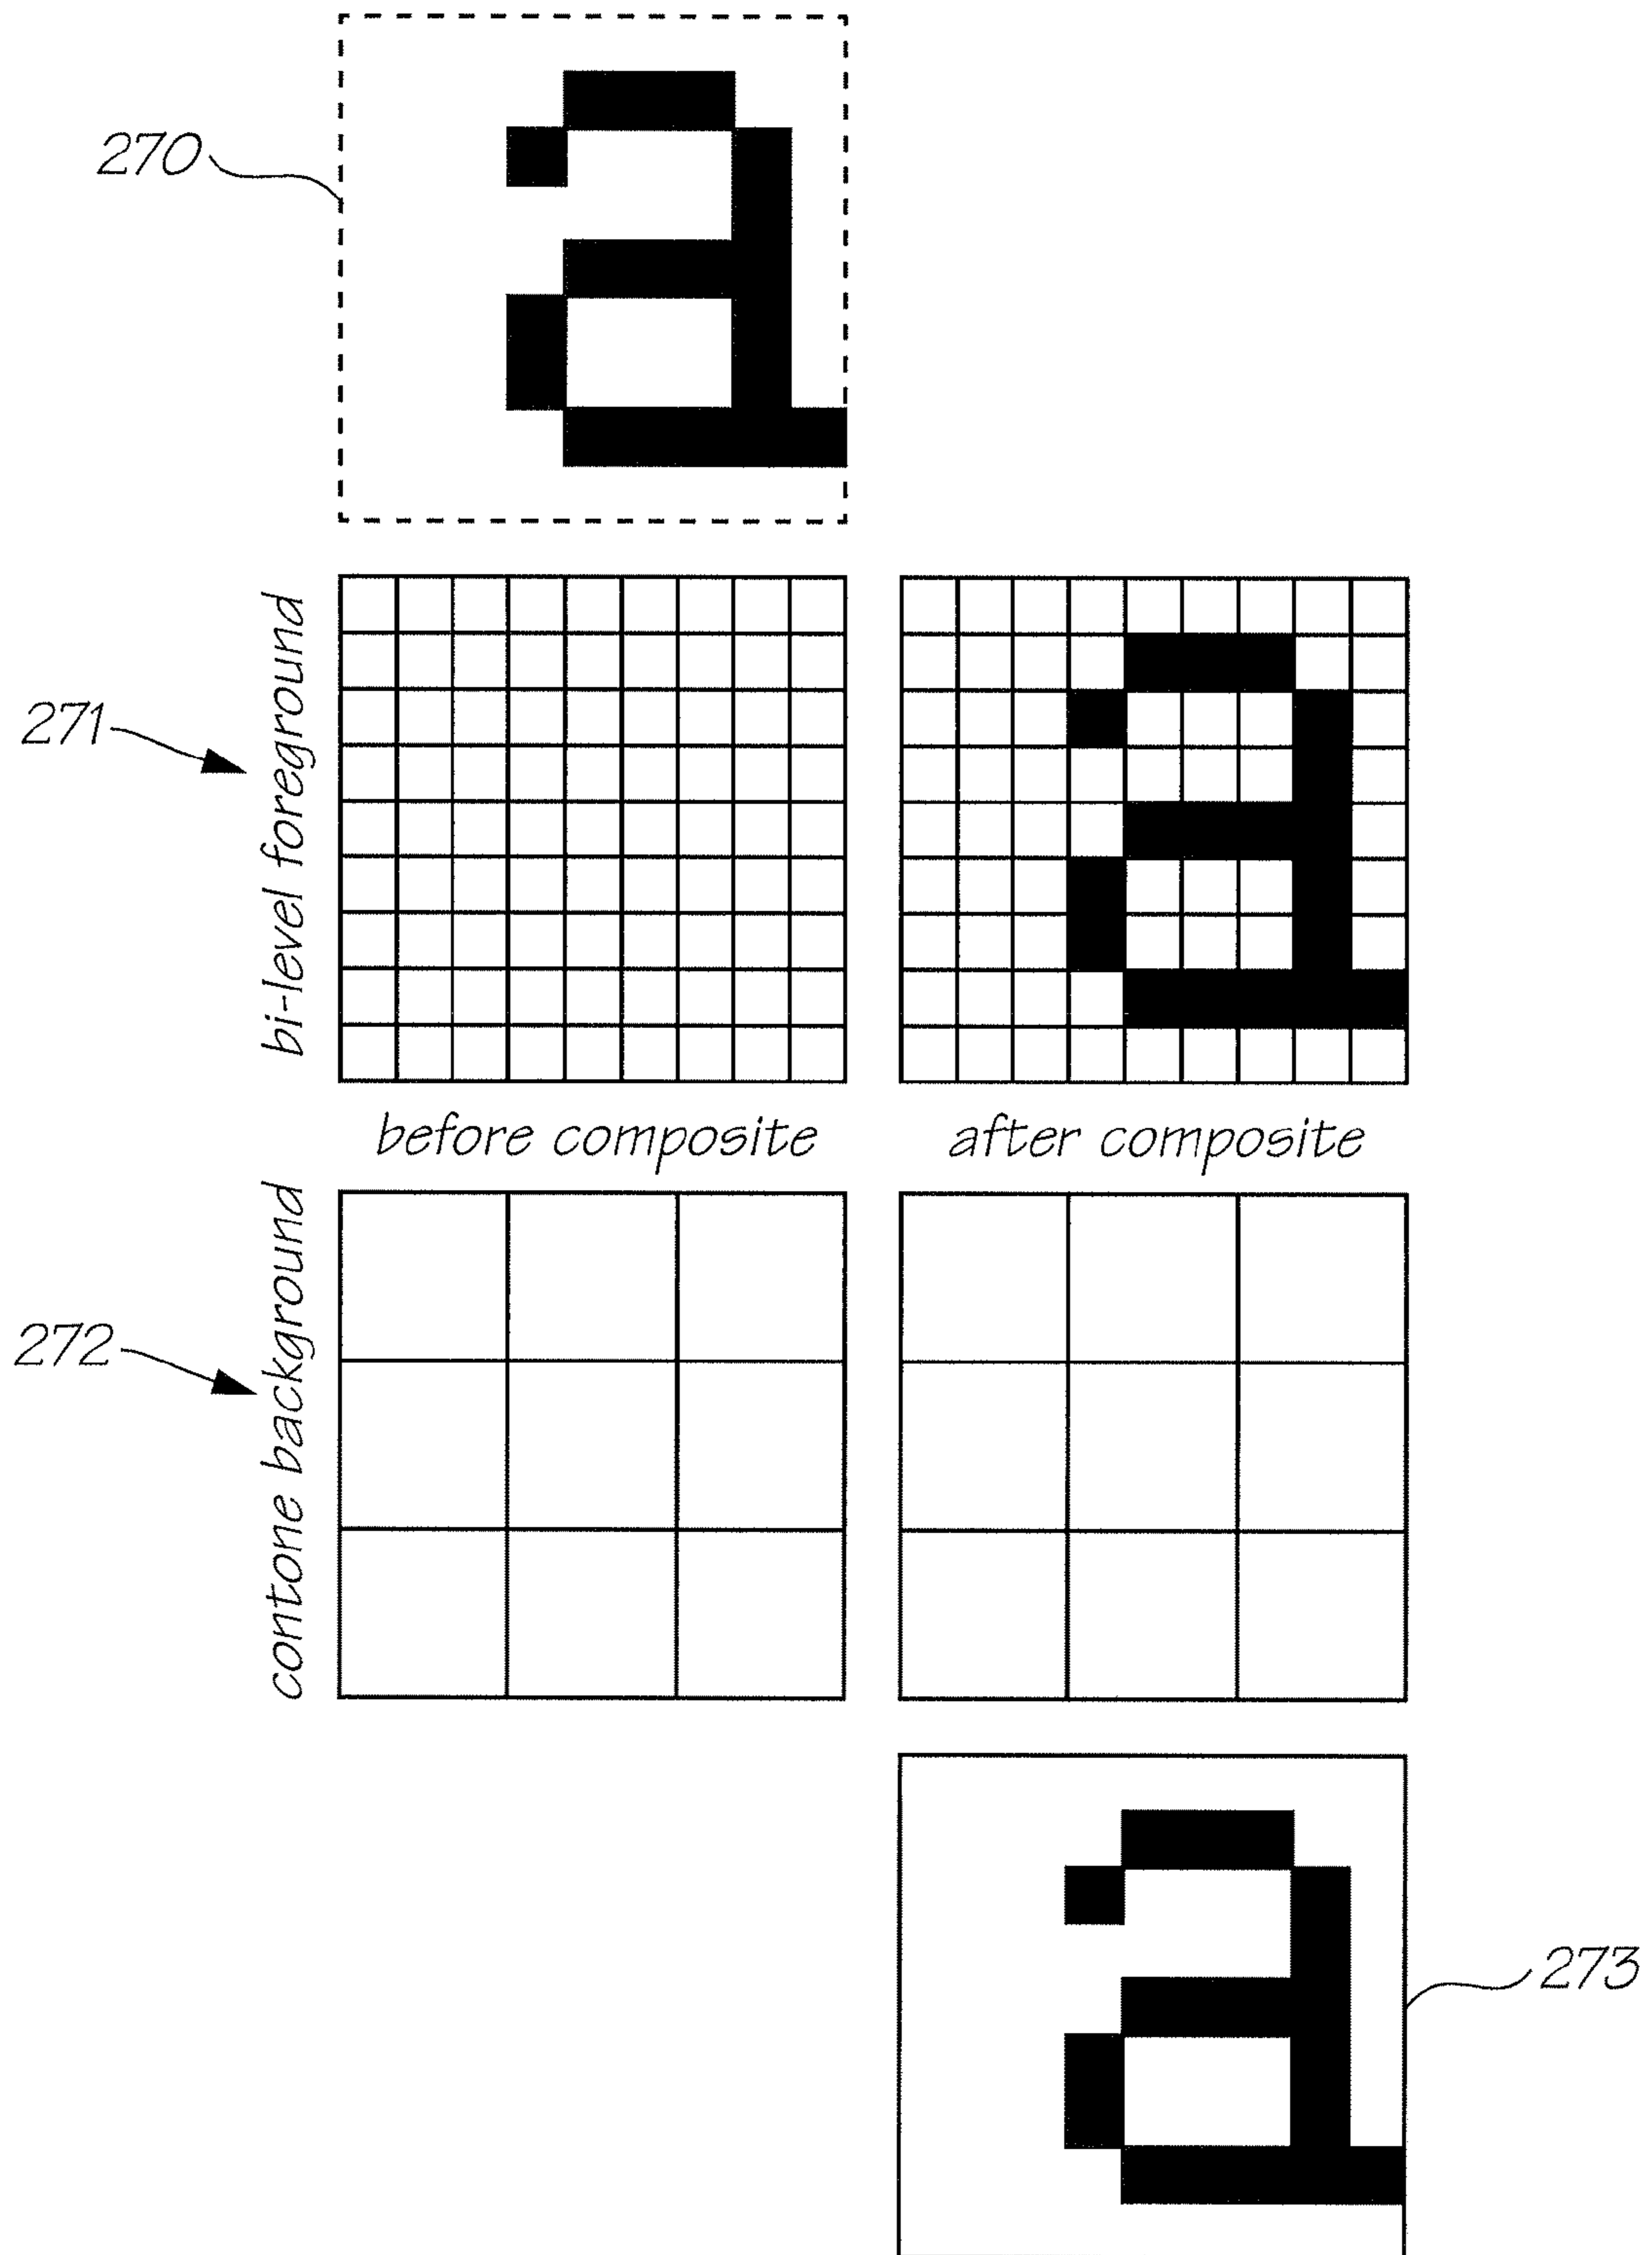 270
a
271
bi-level foreground
a
before composite
after composite
272
contone background
a
273